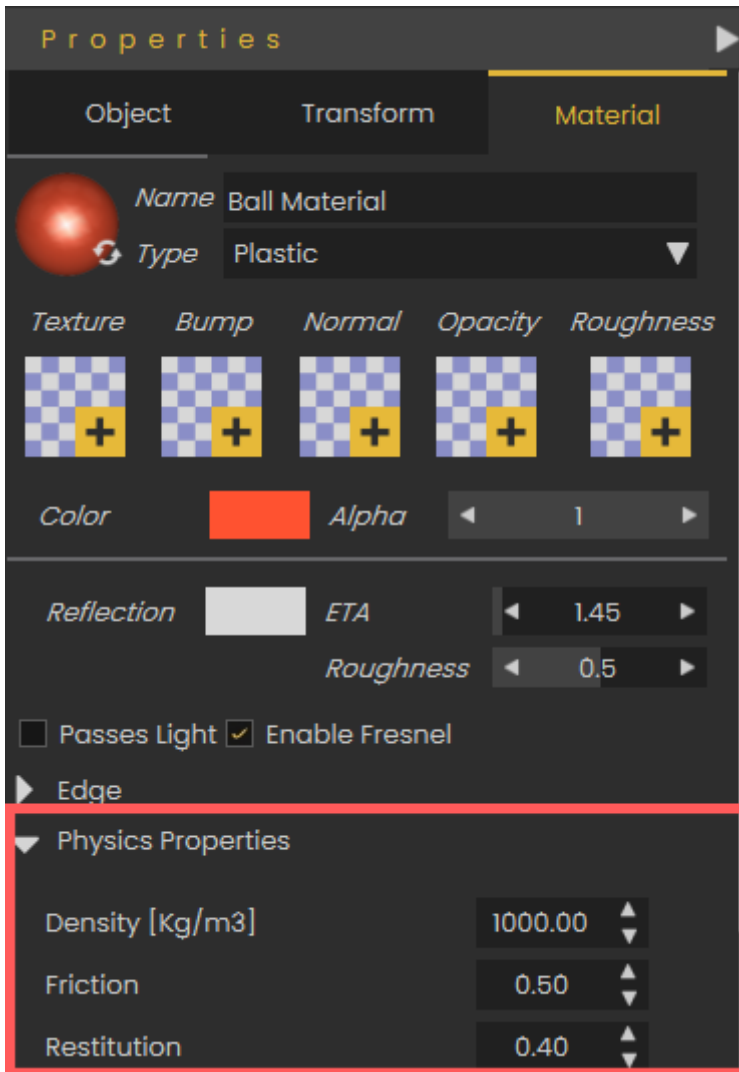 Properties
Object Transform Material
Name Ball Material
Type Plastic
Texture Bump Normal Opacity Roughness
Color Alpha 1
Reflection ETA 1.45
Roughness 0.5
Passes Light Enable Fresnel
Edge
Physics Properties
Density [Kg/m3] 1000.00
Friction 0.50
Restitution 0.40